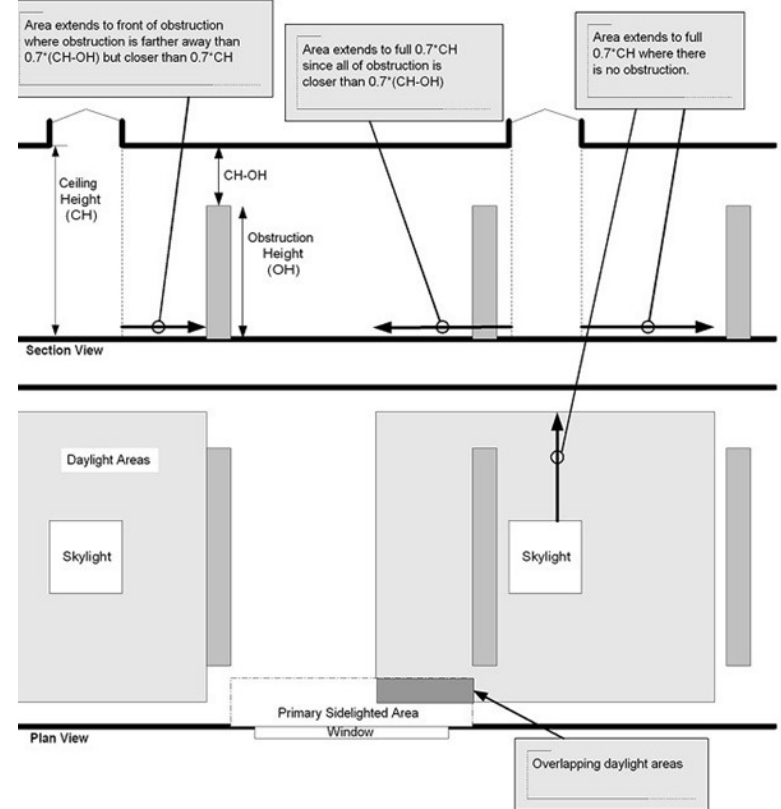 Area extends to front of obstruction
where obstruction is farther away than
0.7*(CH-OH) but closer than 0.7*CH
Area extends to full 0.7*CH
since all of obstruction is
closer than 0.7*(CH-OH)
Area extends to full
0.7*CH where there
is no obstruction.
Ceiling
Height
(CH)
CH-OH
Obstruction
Height
(OH)
Section View
Daylight Areas
Skylight
Skylight
Primary Sidelighted Area
Window
Plan View
Overlapping daylight areas